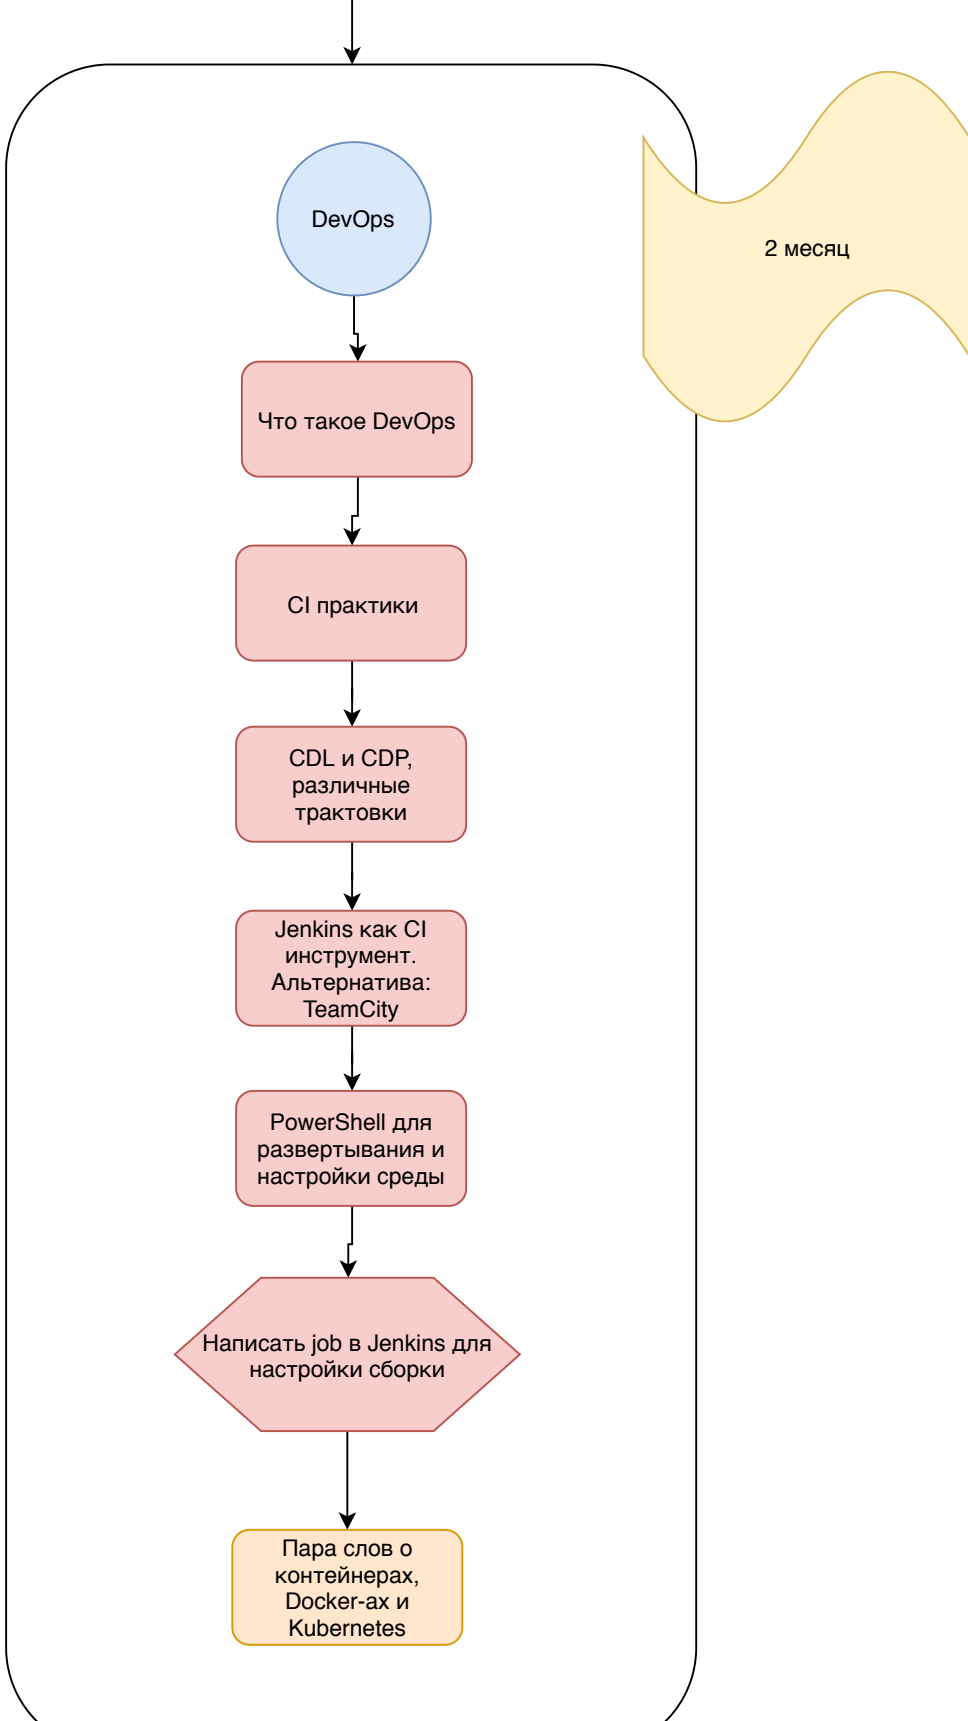 DevOps
2 месяц
Что такое DevOps
CI практики
CDL и CDP,
различные
трактовки
Jenkins как CI
инструмент.
Альтернатива:
TeamCity
PowerShell для
развертывания и
настройки среды
Написать job в Jenkins для
настройки сборки
Пара слов о
контейнерах,
Docker-ах и
Kubernetes